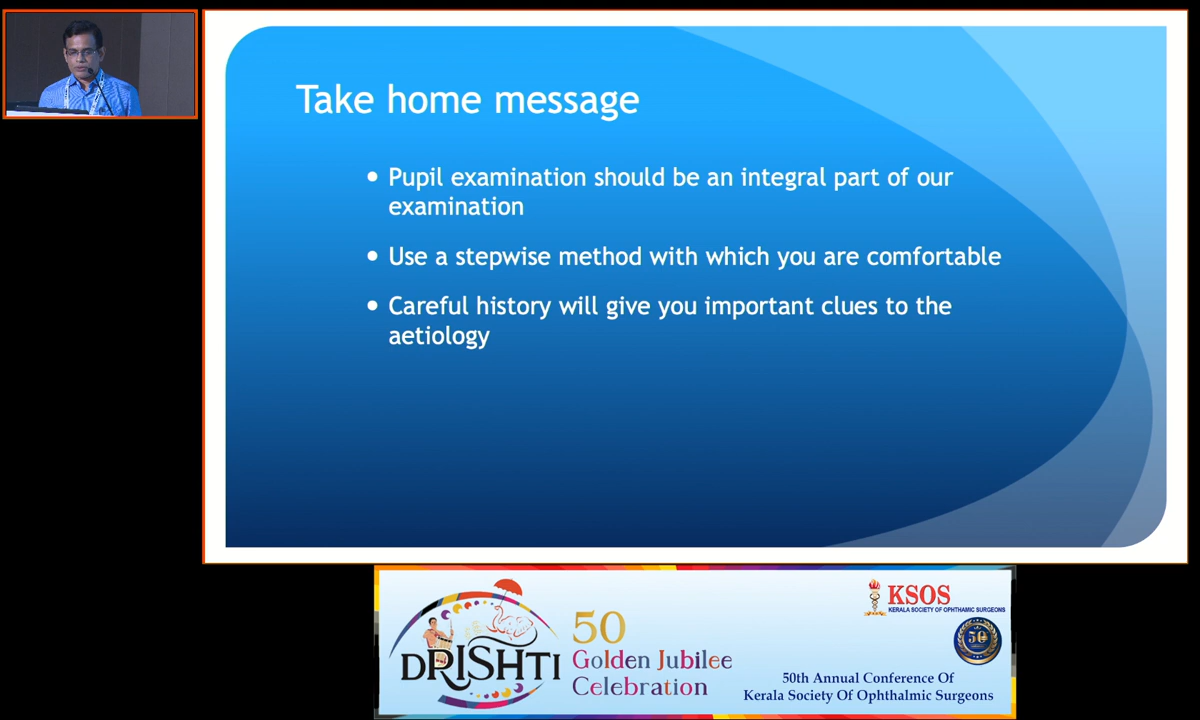 Take home message
• Pupil examination should be an integral part of our
examination
• Use a stepwise method with which you are comfortable
• Careful history will give you important clues to the
aetiology
DRISHTI
50
Golden Jubilee
Celebration
KSOS
KERALA SOCIETY OF OPHTHAMIC SURGEONS
50
50th Annual Conference Of
Kerala Society Of Ophthalmic Surgeons